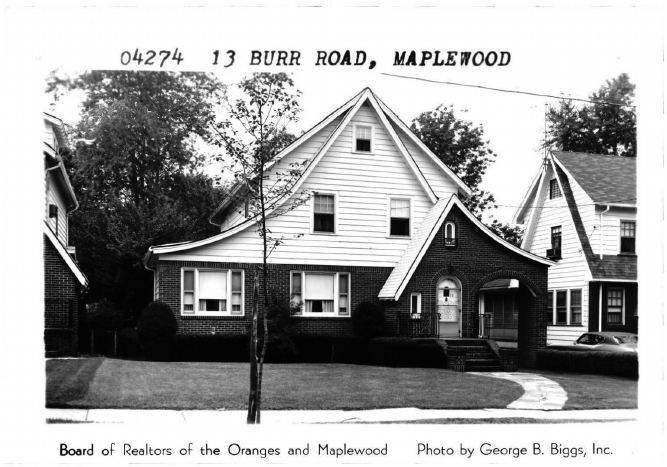 04274 13 BURR ROAD, MAPLEWOOD
Board of Realtors of the Oranges and Maplewood Photo by George B. Biggs, Inc.